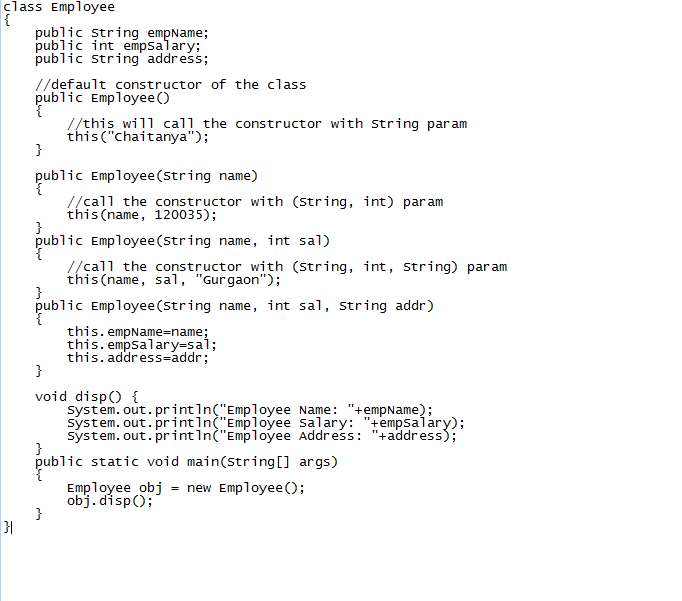 class Employee
{
    public String empName;
    public int empSalary;
    public String address;

    //default constructor of the class
    public Employee()
    {
        //this will call the constructor with String param
        this("Chaitanya");
    }

    public Employee(String name)
    {
        //call the constructor with (String, int) param
        this(name, 120035);
    }
    public Employee(String name, int sal)
    {
        //call the constructor with (String, int, String) param
        this(name, sal, "Gurgaon");
    }
    public Employee(String name, int sal, String addr)
    {
        this.empName=name;
        this.empSalary=sal;
        this.address=addr;
    }

    void disp() {
        System.out.println("Employee Name: "+empName);
        System.out.println("Employee Salary: "+empSalary);
        System.out.println("Employee Address: "+address);
    }
    public static void main(String[] args)
    {
        Employee obj = new Employee();
        obj.disp();
    }
}